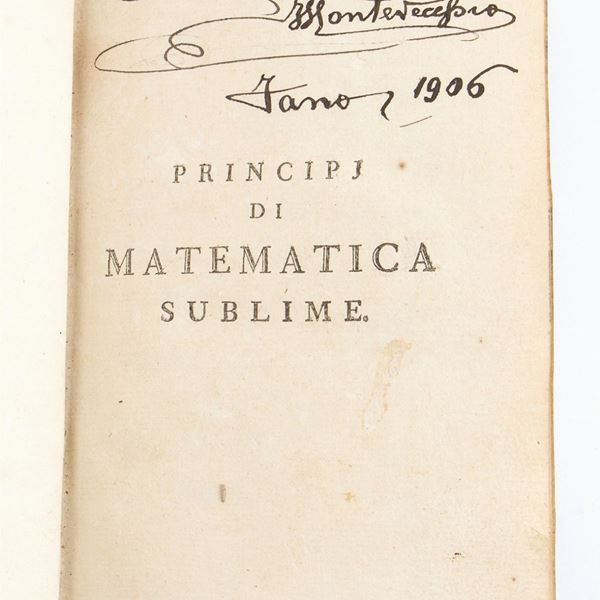 Montevecchio
Fano, 1906
PRINCIPJ
DI
MATEMATICA
SUBLIME.